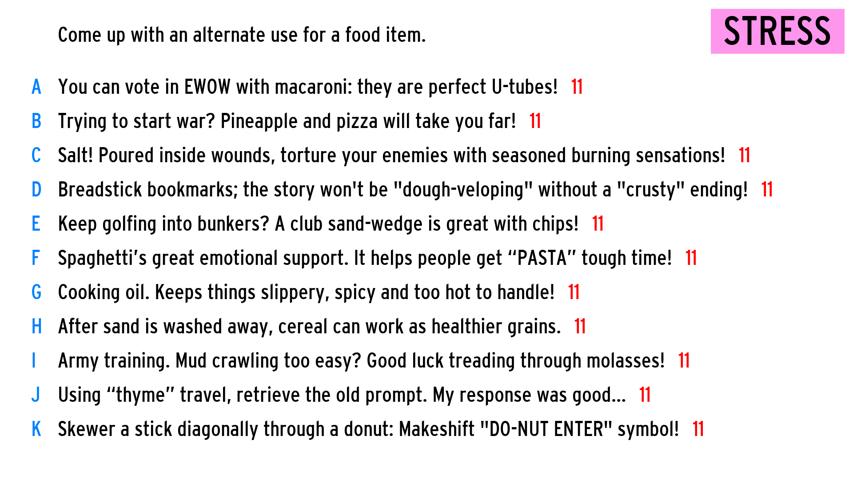 Come up with an alternate use for a food item.
STRESS
A You can vote in EWOW with macaroni: they are perfect U-tubes! 11
B Trying to start war? Pineapple and pizza will take you far! 11
C Salt! Poured inside wounds, torture your enemies with seasoned burning sensations! 11
D Breadstick bookmarks; the story won't be "dough-veloping" without a "crusty" ending! 11
E Keep golfing into bunkers? A club sand-wedge is great with chips! 11
F Spaghetti's great emotional support. It helps people get “PASTA” tough time! 11
G Cooking oil. Keeps things slippery, spicy and too hot to handle! 11
H After sand is washed away, cereal can work as healthier grains. 11
I Army training. Mud crawling too easy? Good luck treading through molasses! 11
J Using “thyme” travel, retrieve the old prompt. My response was good... 11
K Skewer a stick diagonally through a donut: Makeshift "DO-NUT ENTER" symbol! 11